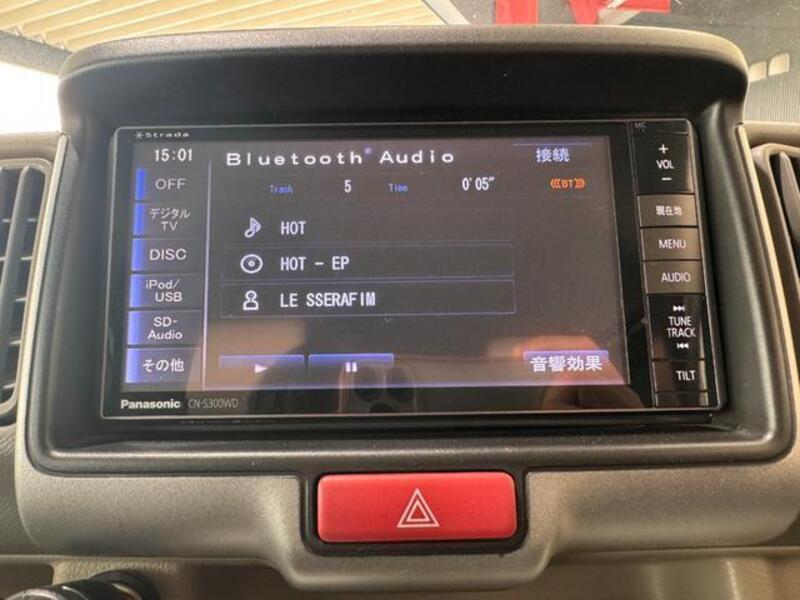 Strada
MIC
15:01
Bluetooth® Audio
接続
Track 5 Time 0'05"
BT
OFF
デジタル
TV
DISC
iPod/
USB
SD-
Audio
その他
HOT
HOT - EP
LE SSERAFIM
音響効果
+
VOL
−
現在地
MENU
AUDIO
TUNE
TRACK
TILT
Panasonic CN-S300WD